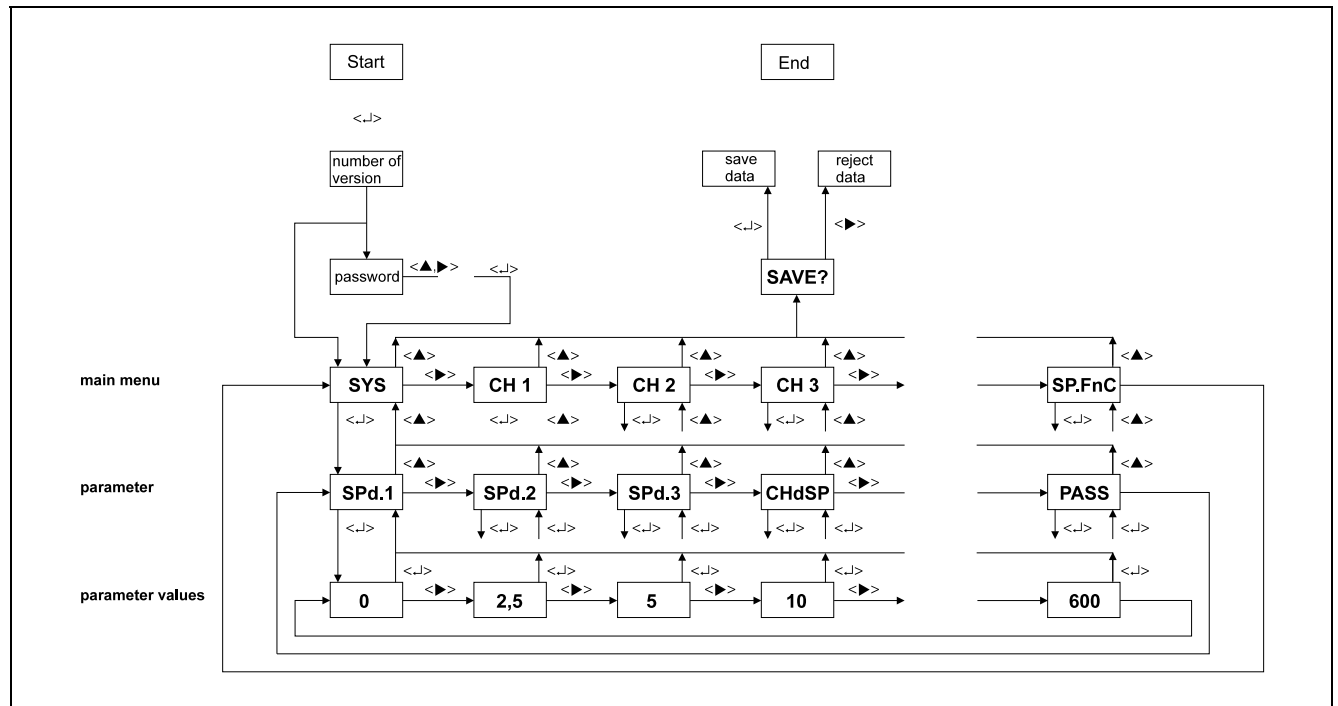 Start
End
<↵>
number of
version
save
data
reject
data
<↵>
<▶>
password
<▲,▶>
<↵>
SAVE?
<▲>
<▲>
<▲>
<▲>
<▲>
main menu
SYS
<▶>
CH 1
<▶>
CH 2
<▶>
CH 3
<▶>
SP.FnC
<↵>
<▲>
<↵>
<▲>
<↵>
<▲>
<↵>
<▲>
<↵>
<▲>
<▲>
<▲>
<▲>
<▲>
<▲>
parameter
SPd.1
<▶>
SPd.2
<▶>
SPd.3
<▶>
CHdSP
<▶>
PASS
<↵>
<↵>
<↵>
<↵>
<↵>
<↵>
<↵>
<↵>
<↵>
<↵>
<↵>
<↵>
<↵>
<↵>
parameter values
0
<▶>
2,5
<▶>
5
<▶>
10
<▶>
600